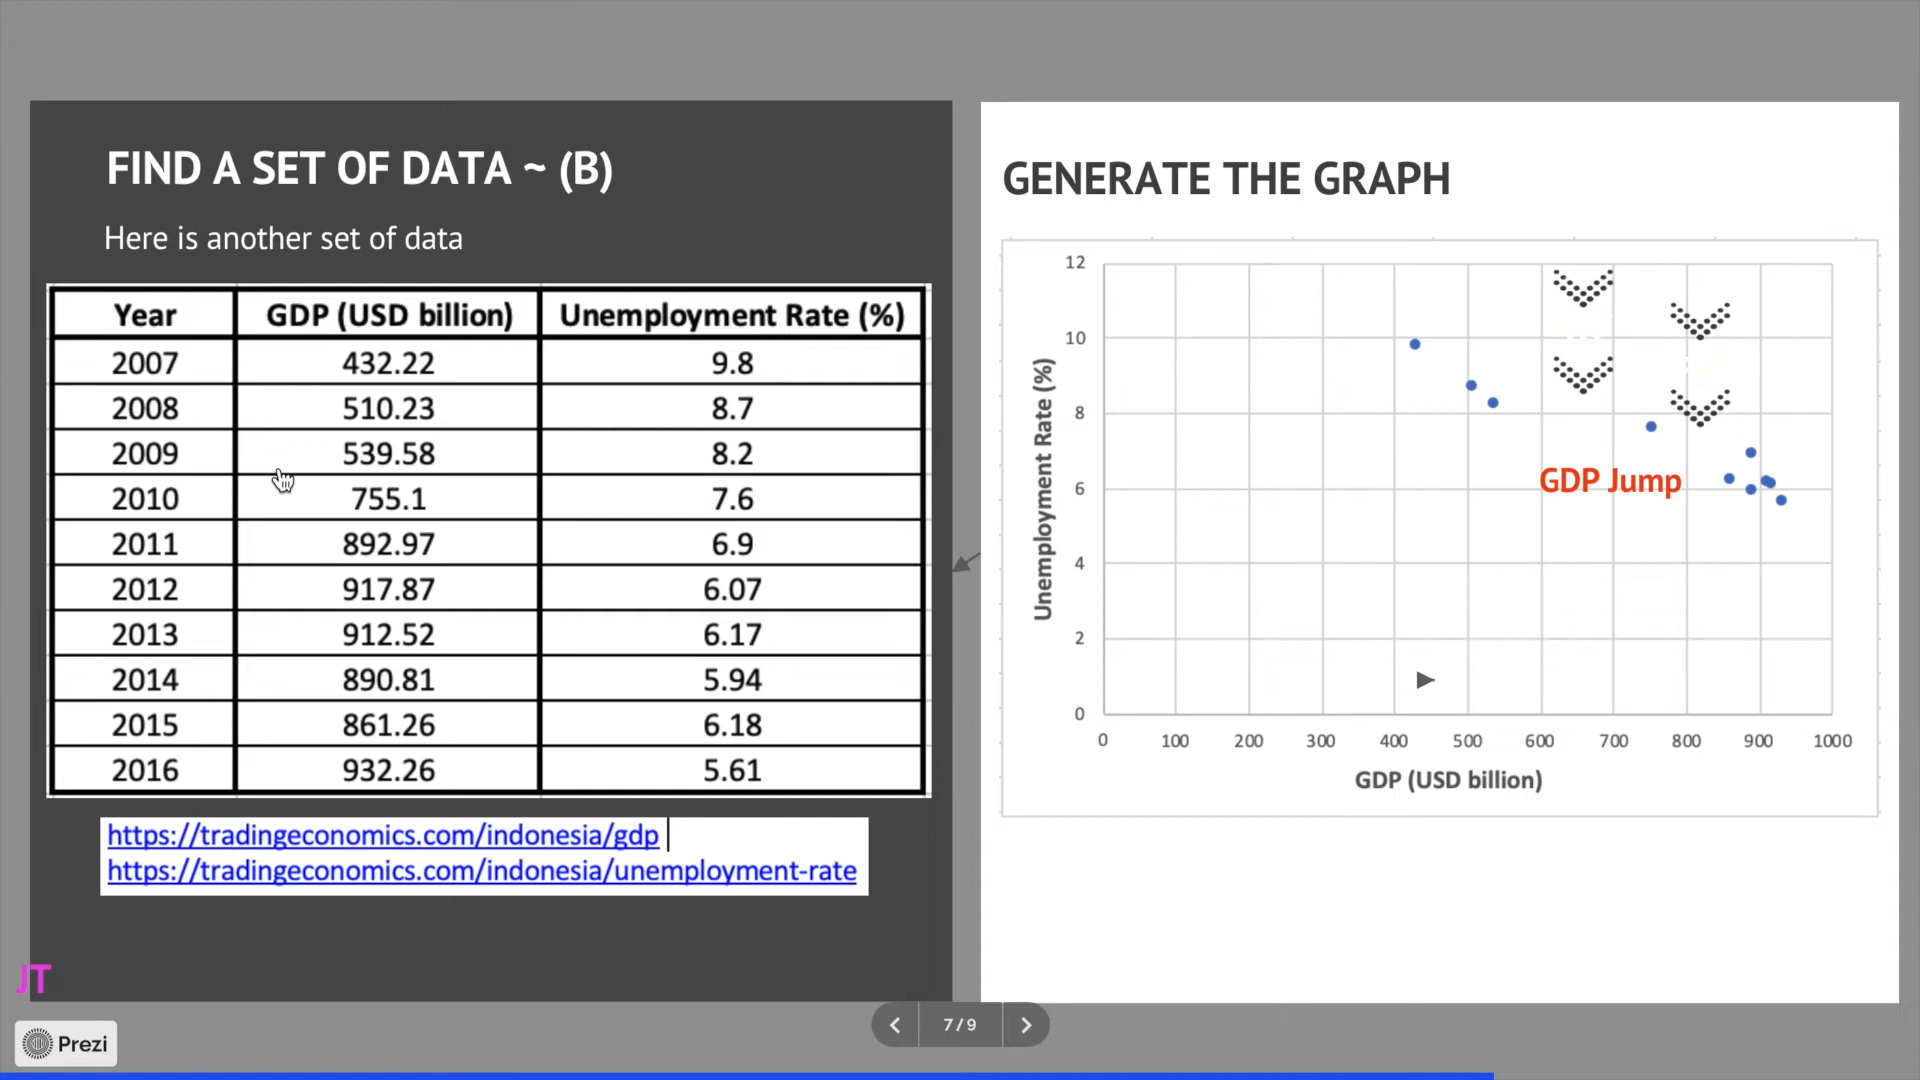 FIND A SET OF DATA ~ (B)
Here is another set of data
Year GDP (USD billion) Unemployment Rate (%)
2007 432.22 9.8
2008 510.23 8.7
2009 539.58 8.2
2010 755.1 7.6
2011 892.97 6.9
2012 917.87 6.07
2013 912.52 6.17
2014 890.81 5.94
2015 861.26 6.18
2016 932.26 5.61
https://tradingeconomics.com/indonesia/gdp
https://tradingeconomics.com/indonesia/unemployment-rate
JT
Prezi
GENERATE THE GRAPH
Unemployment Rate (%)
12
10
8
6
4
2
0
GDP Jump
0 100 200 300 400 500 600 700 800 900 1000
GDP (USD billion)
7 / 9